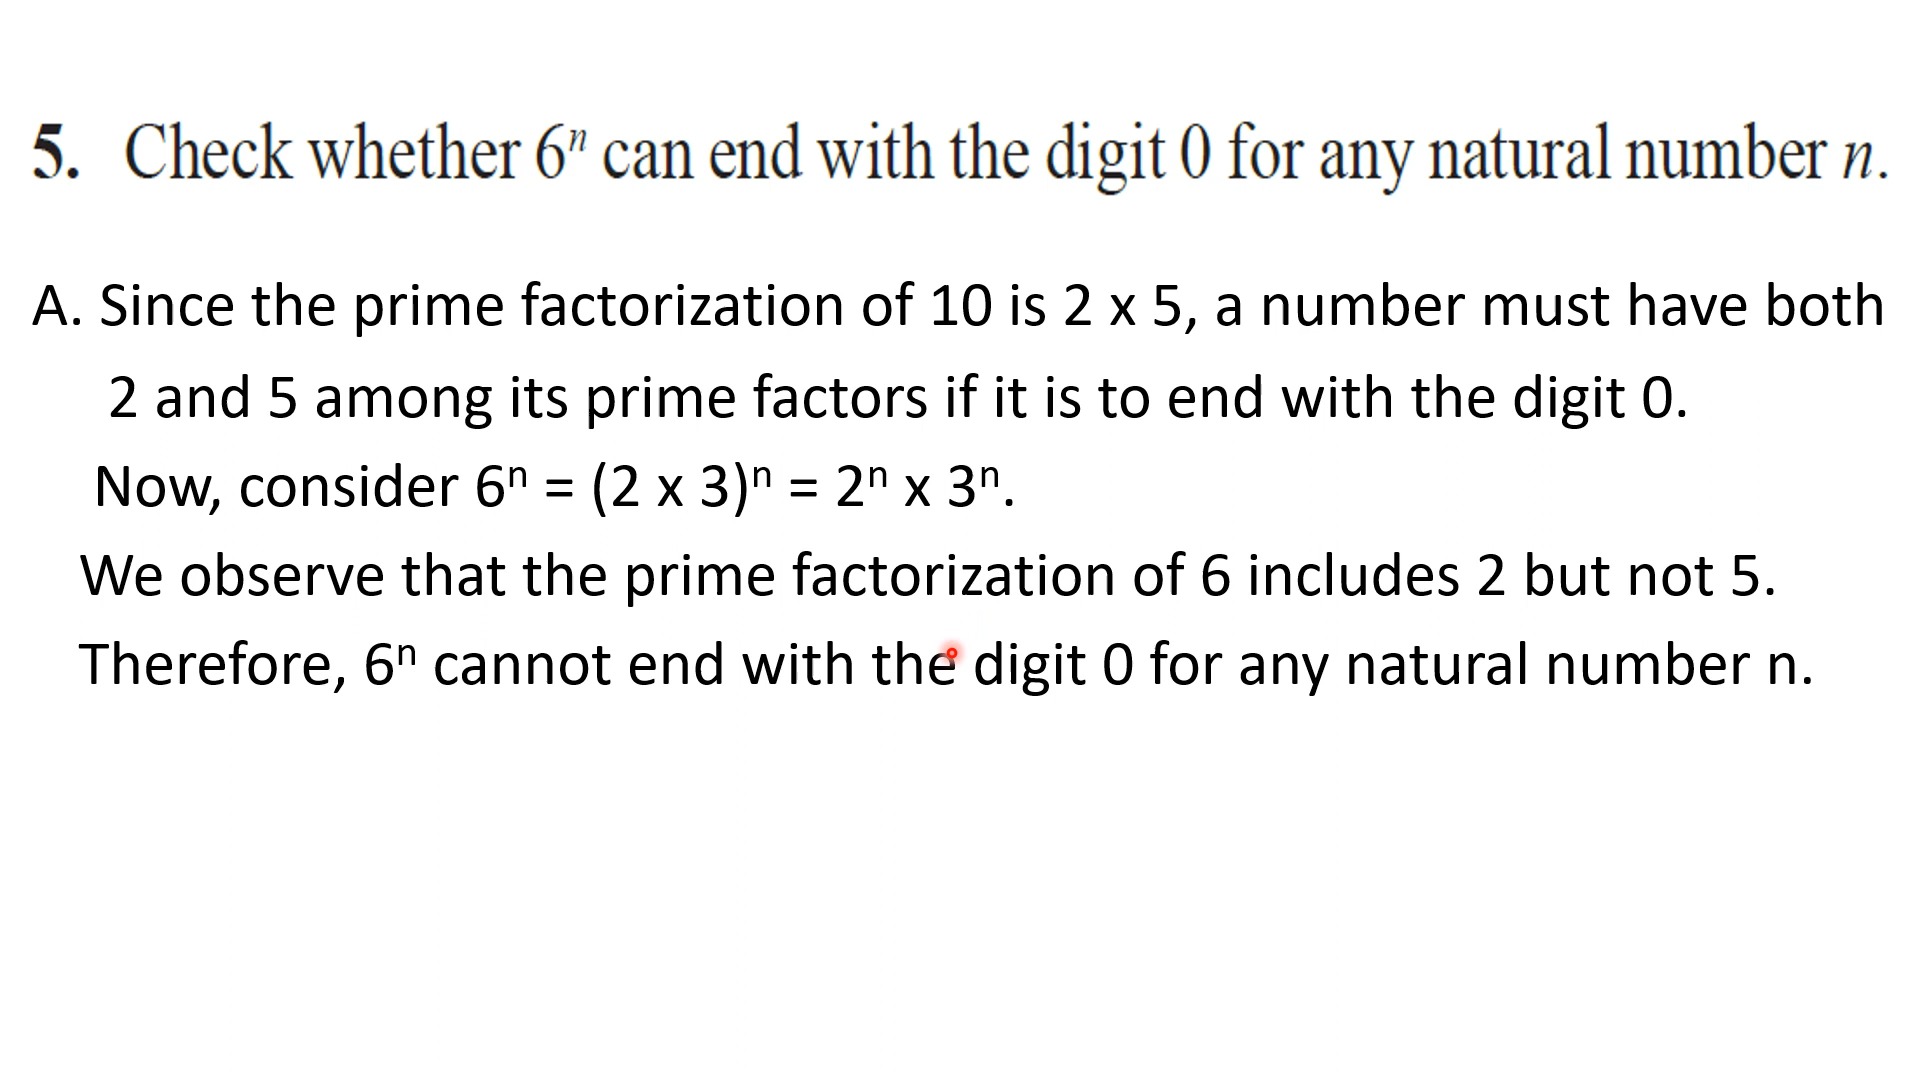 5. Check whether 6ⁿ can end with the digit 0 for any natural number n.
A. Since the prime factorization of 10 is 2 x 5, a number must have both
2 and 5 among its prime factors if it is to end with the digit 0.
Now, consider 6ⁿ = (2 x 3)ⁿ = 2ⁿ x 3ⁿ.
We observe that the prime factorization of 6 includes 2 but not 5.
Therefore, 6ⁿ cannot end with the digit 0 for any natural number n.